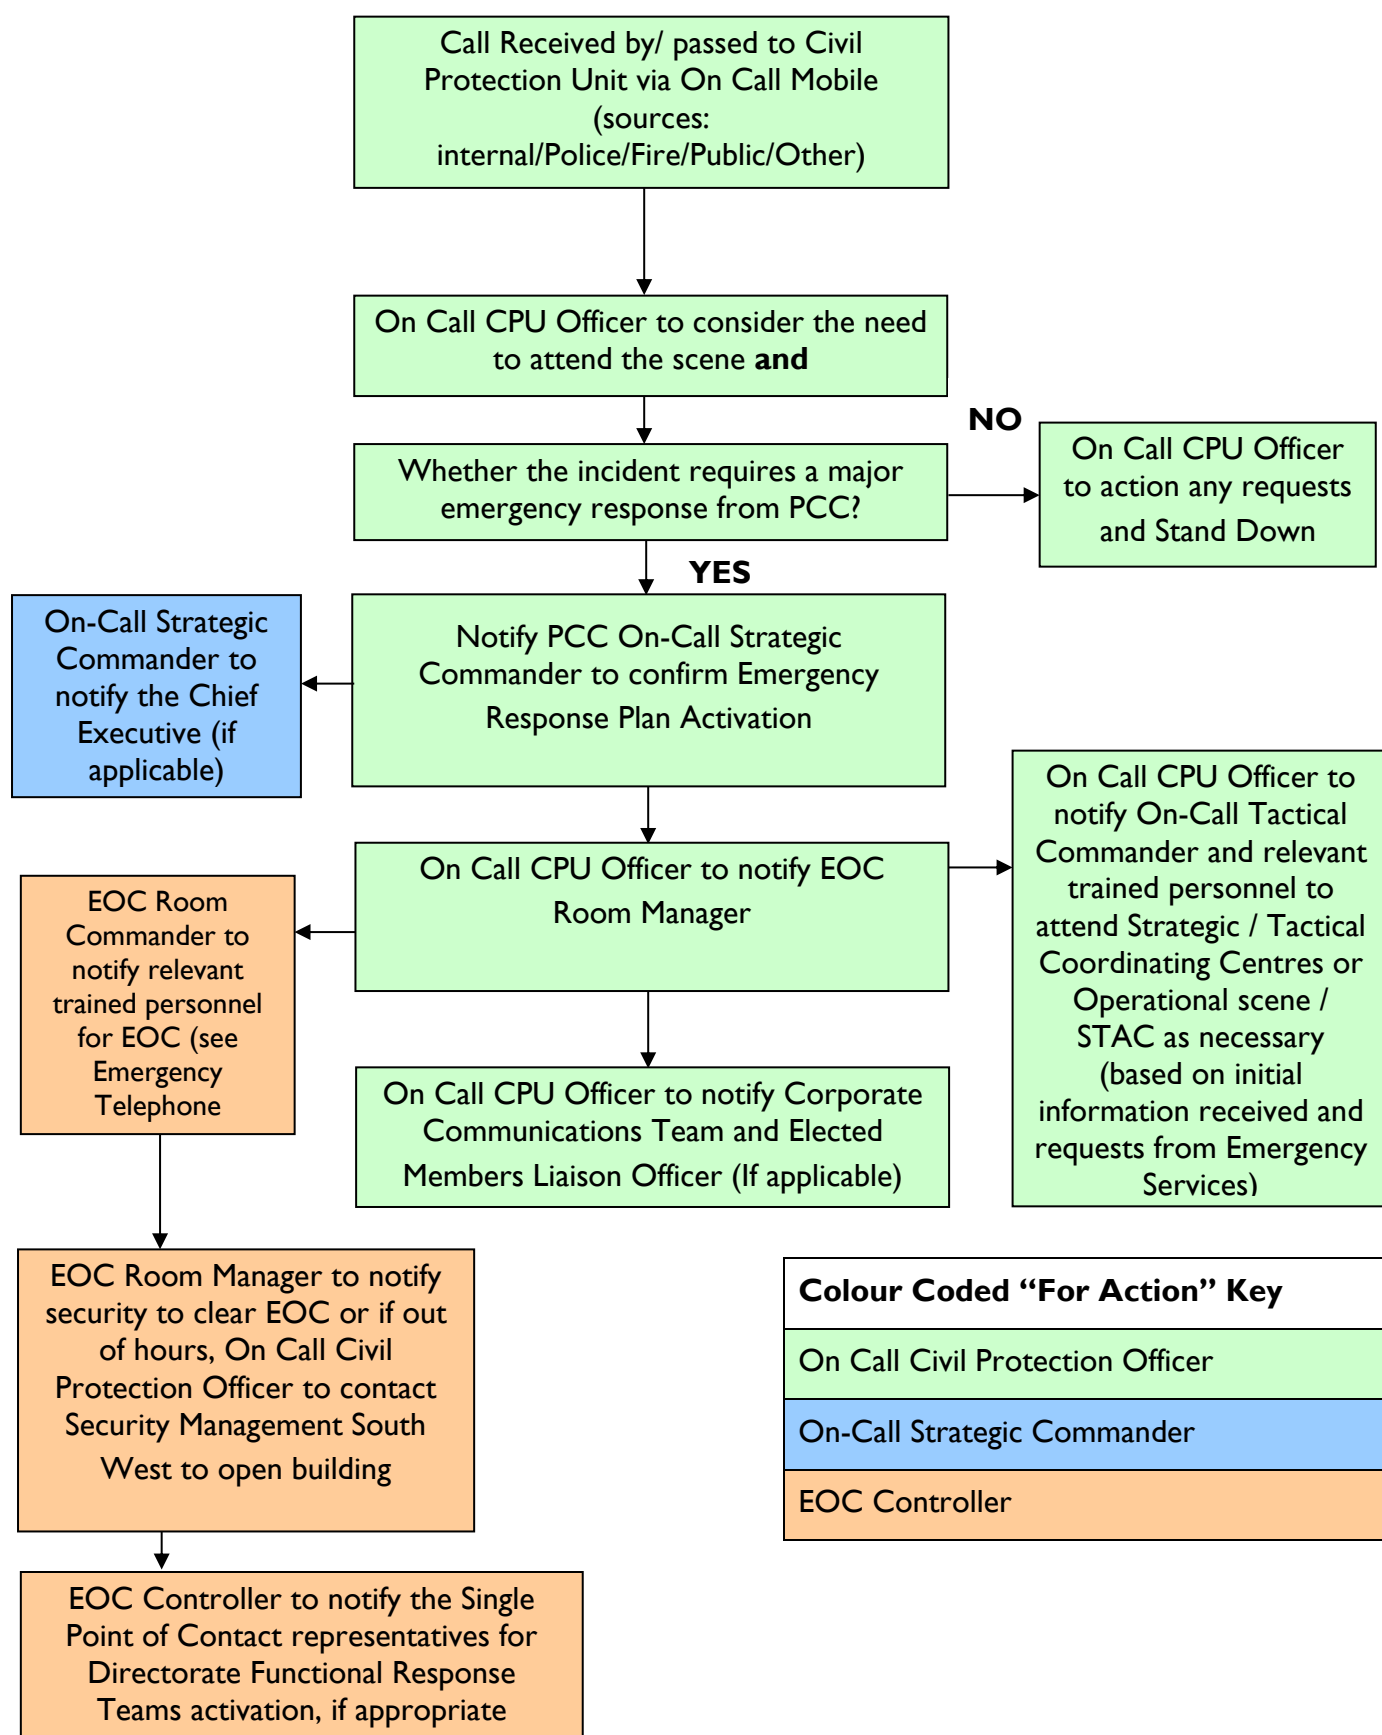 Call Received by/ passed to Civil
Protection Unit via On Call Mobile
(sources:
internal/Police/Fire/Public/Other)
On Call CPU Officer to consider the need
to attend the scene and
NO
Whether the incident requires a major
emergency response from PCC?
On Call CPU Officer
to action any requests
and Stand Down
YES
On-Call Strategic
Commander to
notify the Chief
Executive (if
applicable)
Notify PCC On-Call Strategic
Commander to confirm Emergency
Response Plan Activation
On Call CPU Officer to notify EOC
Room Manager
On Call CPU Officer to
notify On-Call Tactical
Commander and relevant
trained personnel to
attend Strategic / Tactical
Coordinating Centres or
Operational scene /
STAC as necessary
(based on initial
information received and
requests from Emergency
Services)
EOC Room
Commander to
notify relevant
trained personnel
for EOC (see
Emergency
Telephone
On Call CPU Officer to notify Corporate
Communications Team and Elected
Members Liaison Officer (If applicable)
EOC Room Manager to notify
security to clear EOC or if out
of hours, On Call Civil
Protection Officer to contact
Security Management South
West to open building
Colour Coded “For Action” Key
On Call Civil Protection Officer
On-Call Strategic Commander
EOC Controller
EOC Controller to notify the Single
Point of Contact representatives for
Directorate Functional Response
Teams activation, if appropriate